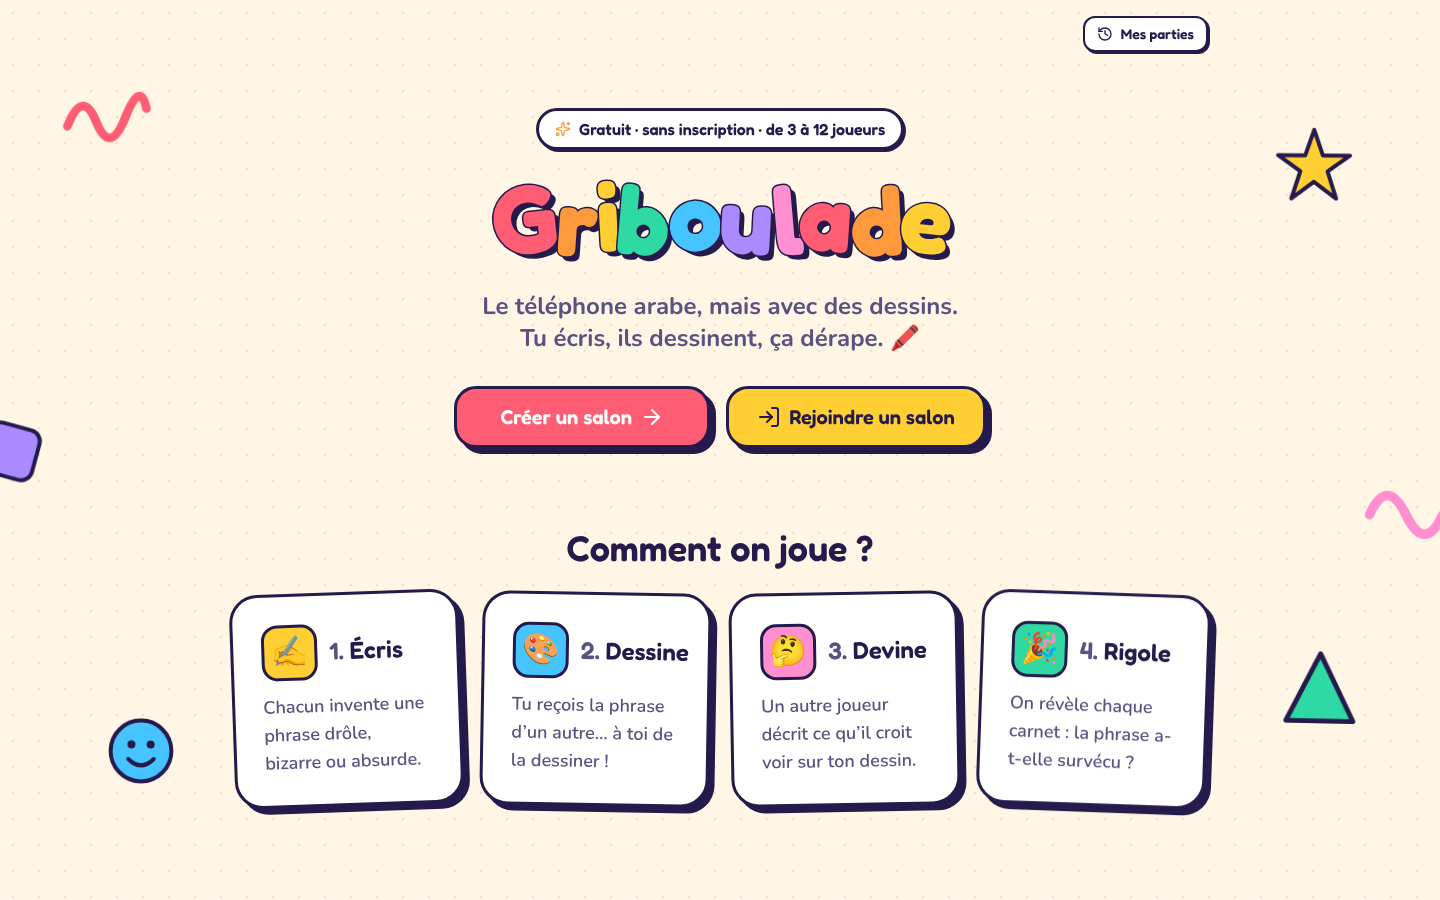 Mes parties
Gratuit · sans inscription · de 3 à 12 joueurs
Griboulade
Le téléphone arabe, mais avec des dessins.
Tu écris, ils dessinent, ça dérape. 🖍️
Créer un salon →
Rejoindre un salon
Comment on joue ?
1. Écris
Chacun invente une
phrase drôle,
bizarre ou absurde.
2. Dessine
Tu reçois la phrase
d’un autre… à toi de
la dessiner !
3. Devine
Un autre joueur
décrit ce qu’il croit
voir sur ton dessin.
4. Rigole
On révèle chaque
carnet : la phrase a-
t-elle survécu ?